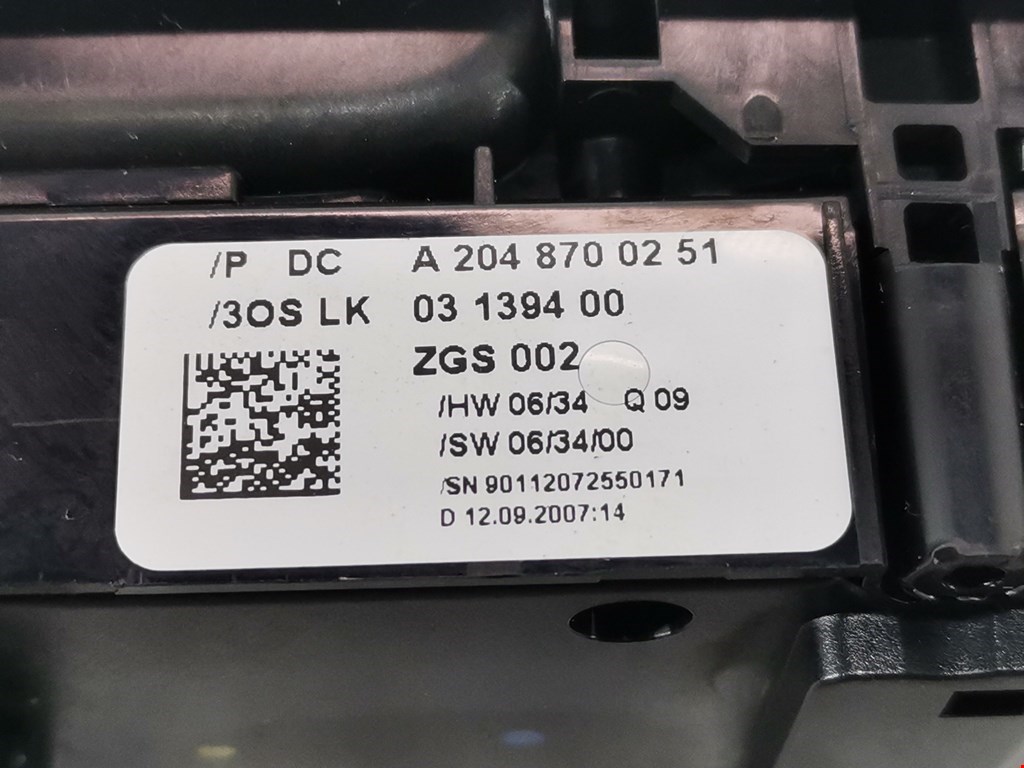 /P DC A 204 870 02 51
/3OS LK 03 1394 00
ZGS 002
/HW 06/34 Q 09
/SW 06/34/00
/SN 90112072550171
D 12.09.2007:14